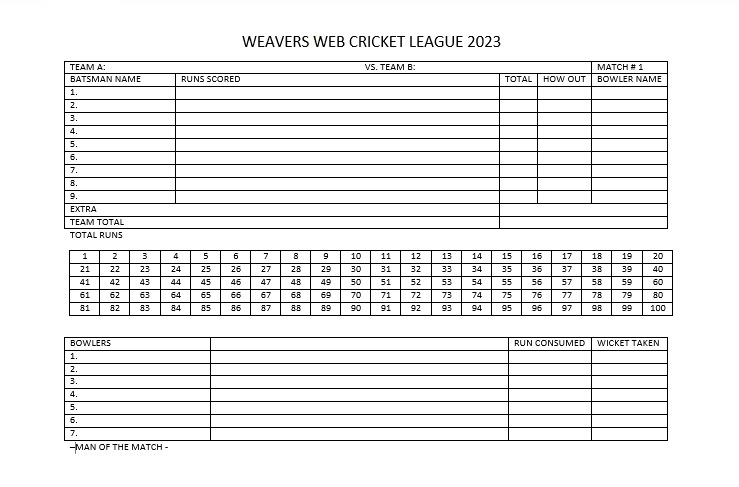 WEAVERS WEB CRICKET LEAGUE 2023
TEAM A: VS. TEAM B: MATCH # 1
BATSMAN NAME RUNS SCORED TOTAL HOW OUT BOWLER NAME
1.
2.
3.
4.
5.
6.
7.
8.
9.
EXTRA
TEAM TOTAL
TOTAL RUNS
1 2 3 4 5 6 7 8 9 10 11 12 13 14 15 16 17 18 19 20
21 22 23 24 25 26 27 28 29 30 31 32 33 34 35 36 37 38 39 40
41 42 43 44 45 46 47 48 49 50 51 52 53 54 55 56 57 58 59 60
61 62 63 64 65 66 67 68 69 70 71 72 73 74 75 76 77 78 79 80
81 82 83 84 85 86 87 88 89 90 91 92 93 94 95 96 97 98 99 100
BOWLERS RUN CONSUMED WICKET TAKEN
1.
2.
3.
4.
5.
6.
7.
–MAN OF THE MATCH -